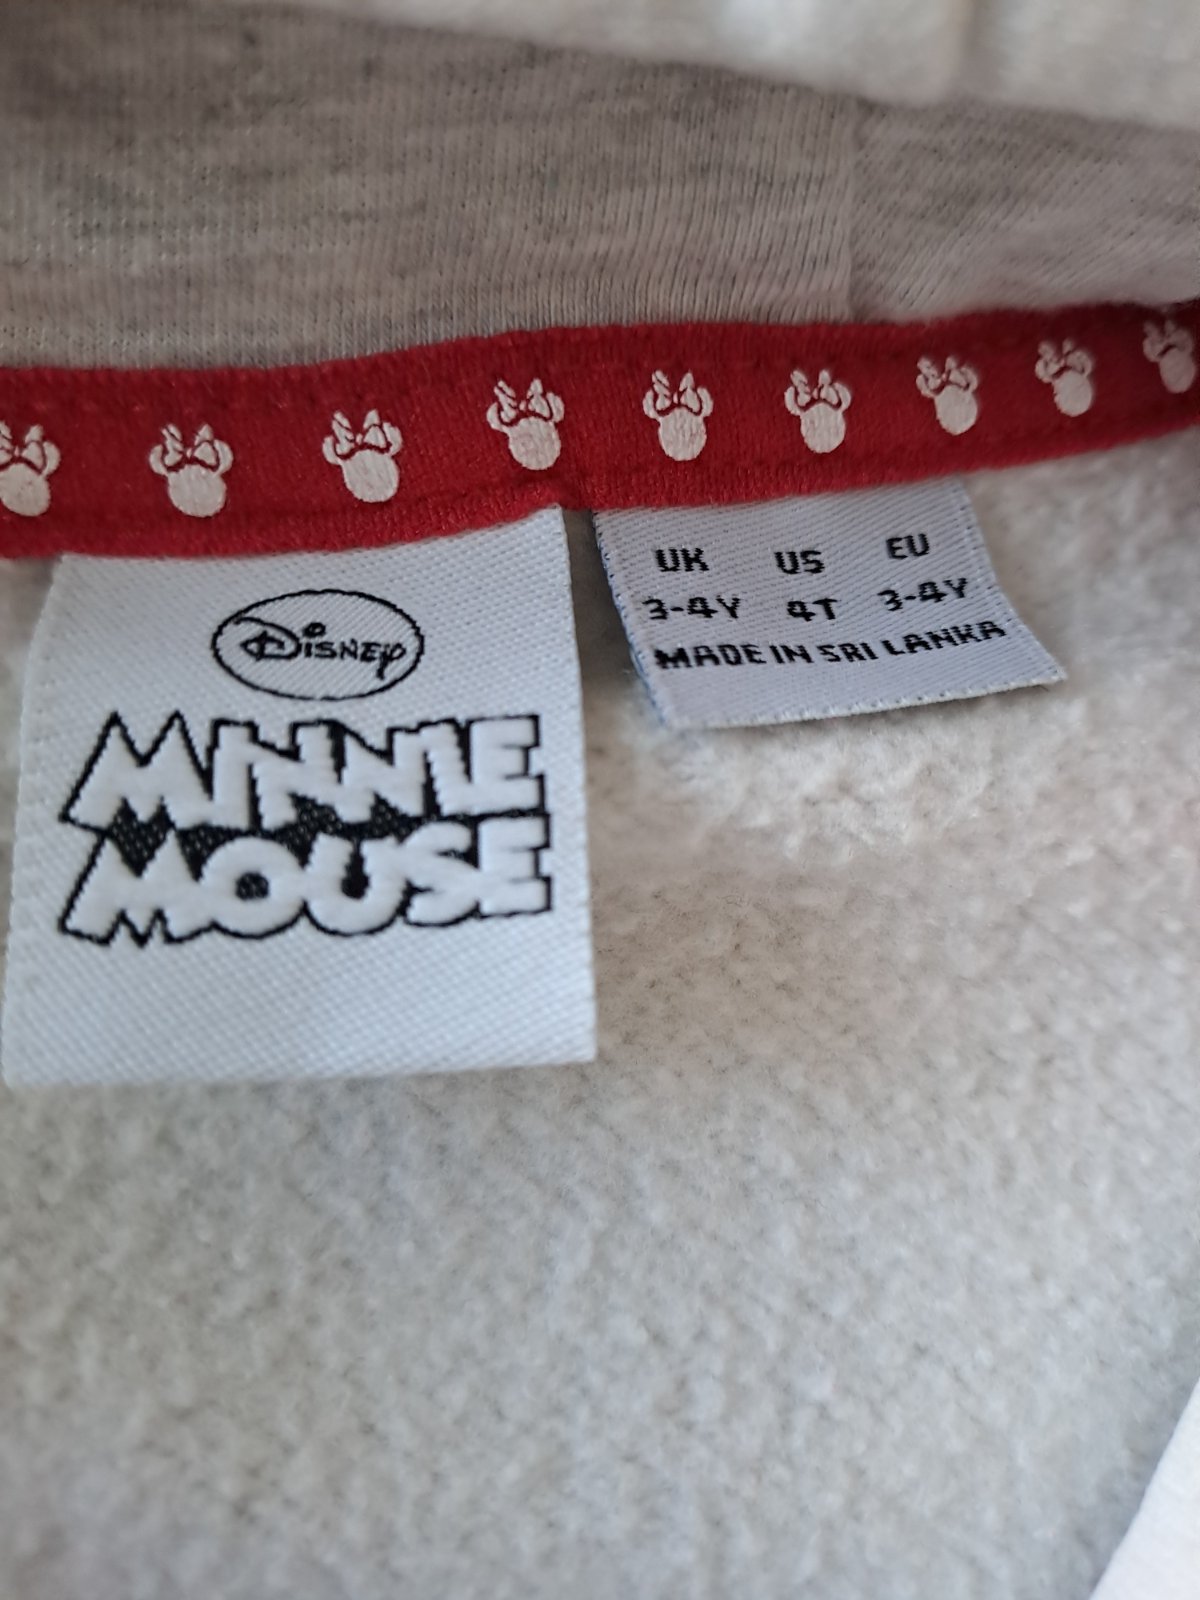 Disney
MINNIE
MOUSE
UK US EU
3-4Y 4T 3-4Y
MADE IN SRI LANKA